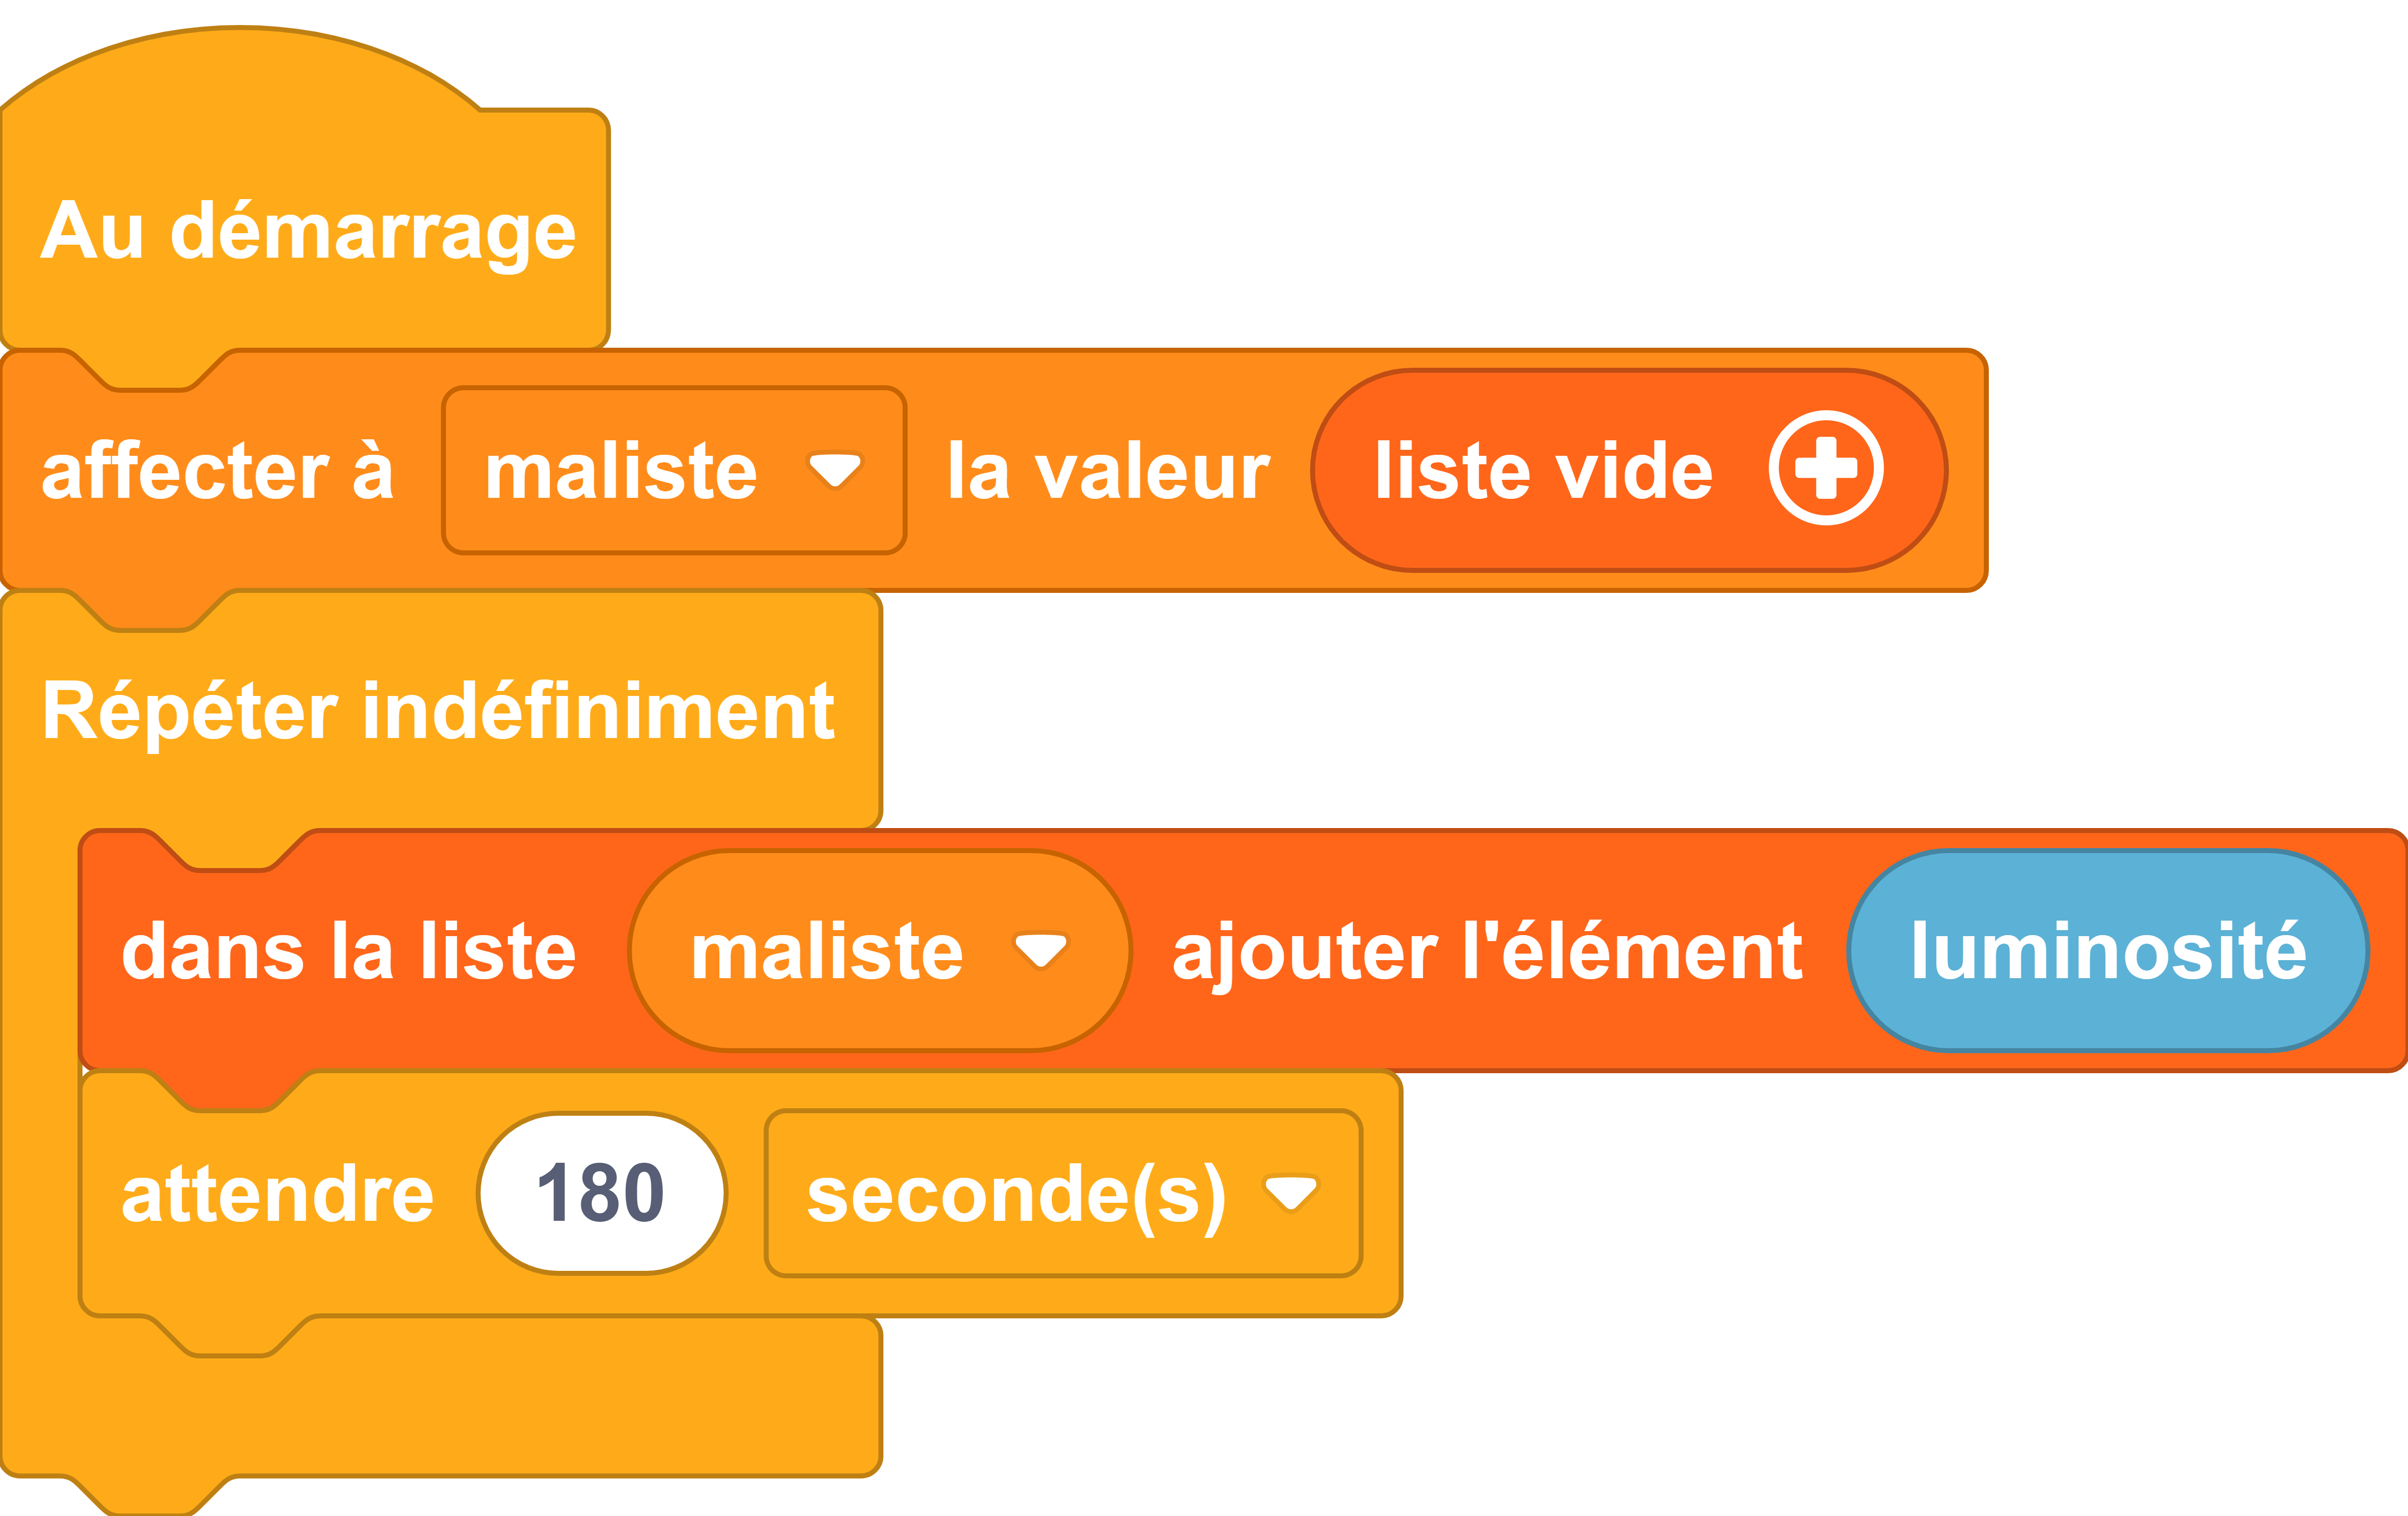 Au démarrage
affecter à maliste la valeur liste vide
Répéter indéfiniment
dans la liste maliste ajouter l'élément luminosité
attendre 180 seconde(s)